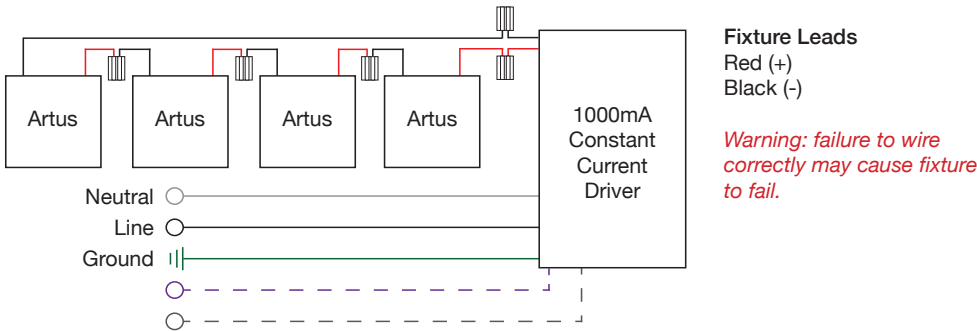 Artus
Artus
Artus
Artus
1000mA
Constant
Current
Driver
Fixture Leads
Red (+)
Black (-)
Warning: failure to wire
correctly may cause fixture
to fail.
Neutral
Line
Ground